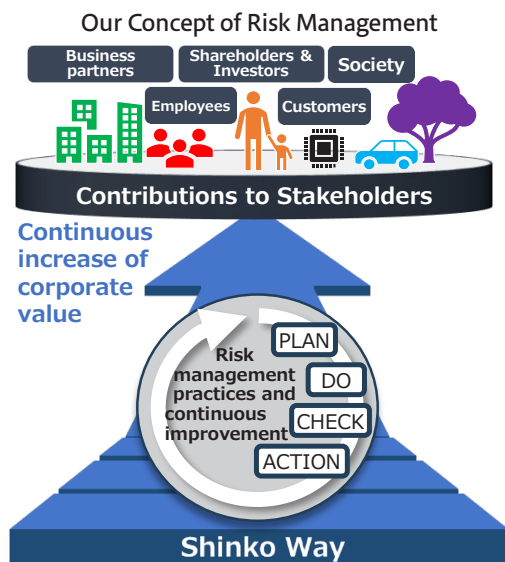 Our Concept of Risk Management
Business
partners
Shareholders &
Investors
Society
Employees
Customers
Contributions to Stakeholders
Continuous
increase of
corporate
value
Risk
management
practices and
continuous
improvement
PLAN
DO
CHECK
ACTION
Shinko Way